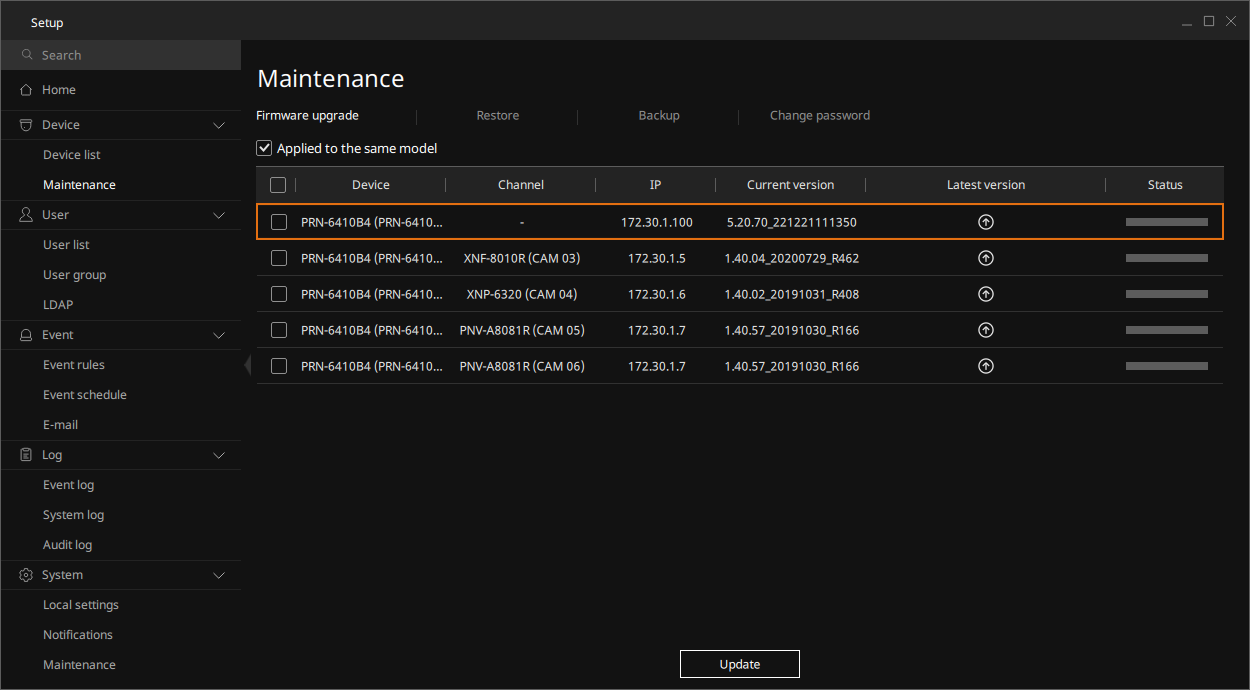 Setup
Search
Home
Device
Device list
Maintenance
User
User list
User group
LDAP
Event
Event rules
Event schedule
E-mail
Log
Event log
System log
Audit log
System
Local settings
Notifications
Maintenance
Maintenance
Firmware upgrade Restore Backup Change password
Applied to the same model
Device Channel IP Current version Latest version Status
PRN-6410B4 (PRN-6410... - 172.30.1.100 5.20.70_221221111350
PRN-6410B4 (PRN-6410... XNF-8010R (CAM 03) 172.30.1.5 1.40.04_20200729_R462
PRN-6410B4 (PRN-6410... XNP-6320 (CAM 04) 172.30.1.6 1.40.02_20191031_R408
PRN-6410B4 (PRN-6410... PNV-A8081R (CAM 05) 172.30.1.7 1.40.57_20191030_R166
PRN-6410B4 (PRN-6410... PNV-A8081R (CAM 06) 172.30.1.7 1.40.57_20191030_R166
Update